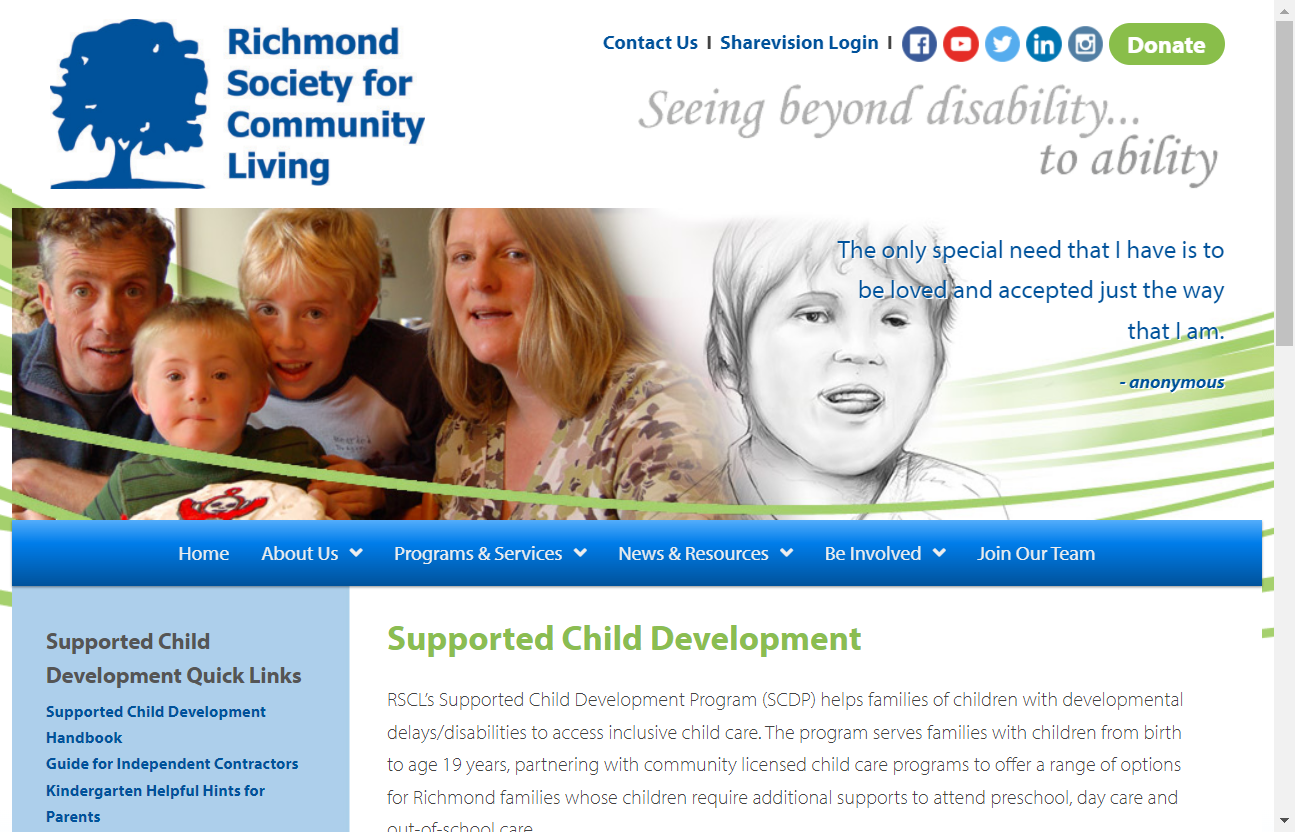 Richmond
Society for
Community
Living
Contact Us I Sharevision Login I
Donate
Seeing beyond disability...
to ability
The only special need that I have is to
be loved and accepted just the way
that I am.
- anonymous
Home About Us Programs & Services News & Resources Be Involved Join Our Team
Supported Child
Development Quick Links
Supported Child Development
Handbook
Guide for Independent Contractors
Kindergarten Helpful Hints for
Parents
Supported Child Development
RSCL’s Supported Child Development Program (SCDP) helps families of children with developmental
delays/disabilities to access inclusive child care. The program serves families with children from birth
to age 19 years, partnering with community licensed child care programs to offer a range of options
for Richmond families whose children require additional supports to attend preschool, day care and
out-of-school care.